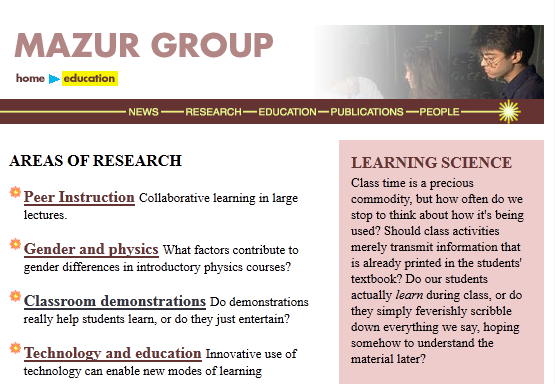 MAZUR GROUP
home education
NEWS RESEARCH EDUCATION PUBLICATIONS PEOPLE
AREAS OF RESEARCH
Peer Instruction Collaborative learning in large
lectures.
Gender and physics What factors contribute to
gender differences in introductory physics courses?
Classroom demonstrations Do demonstrations
really help students learn, or do they just entertain?
Technology and education Innovative use of
technology can enable new modes of learning
LEARNING SCIENCE
Class time is a precious
commodity, but how often do we
stop to think about how it's being
used? Should class activities
merely transmit information that
is already printed in the students'
textbook? Do our students
actually learn during class, or do
they simply feverishly scribble
down everything we say, hoping
somehow to understand the
material later?